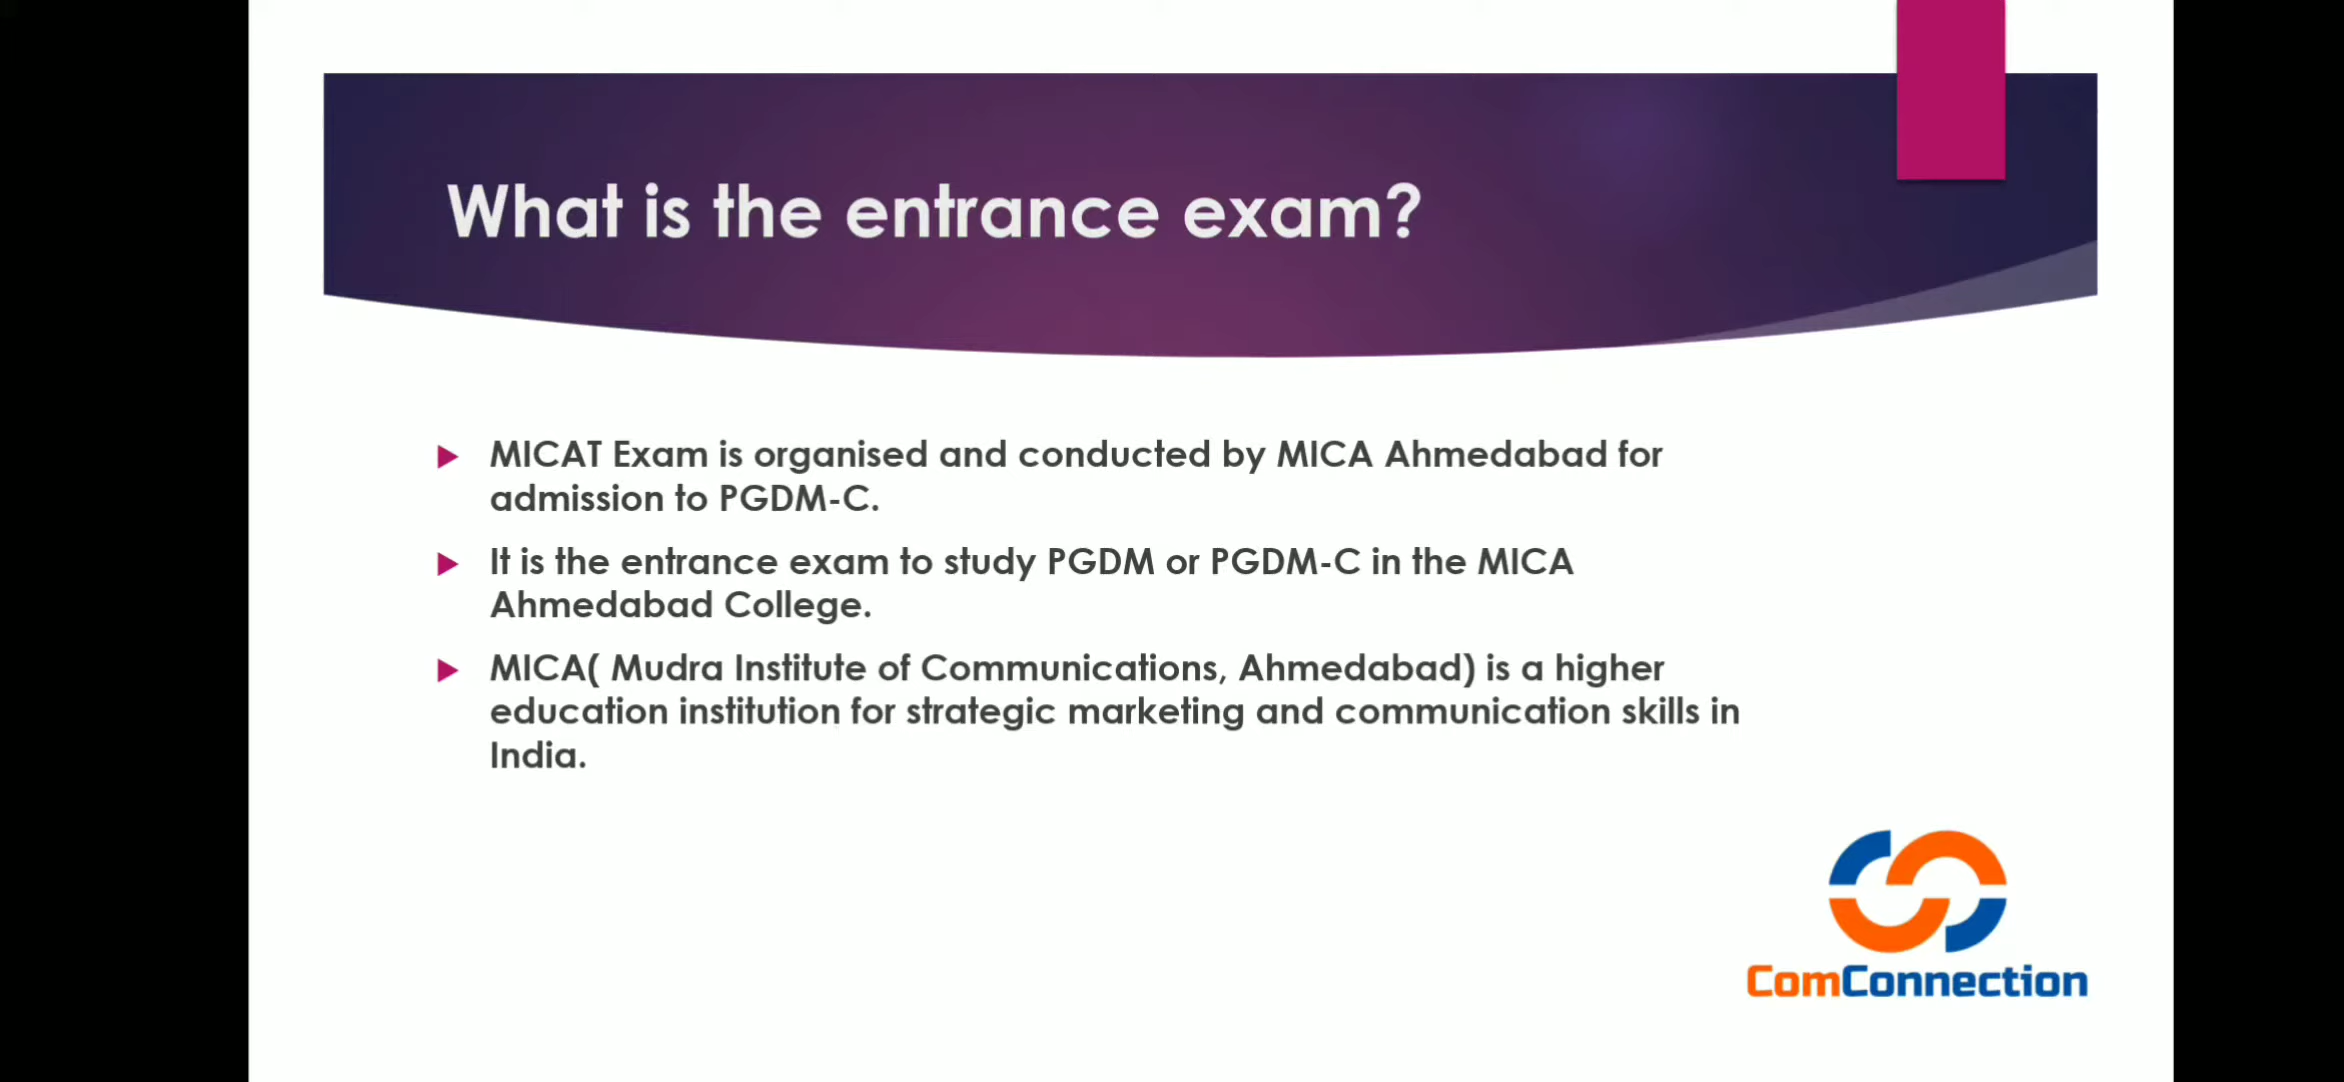 What is the entrance exam?
MICAT Exam is organised and conducted by MICA Ahmedabad for
admission to PGDM-C.
It is the entrance exam to study PGDM or PGDM-C in the MICA
Ahmedabad College.
MICA( Mudra Institute of Communications, Ahmedabad) is a higher
education institution for strategic marketing and communication skills in
India.
ComConnection